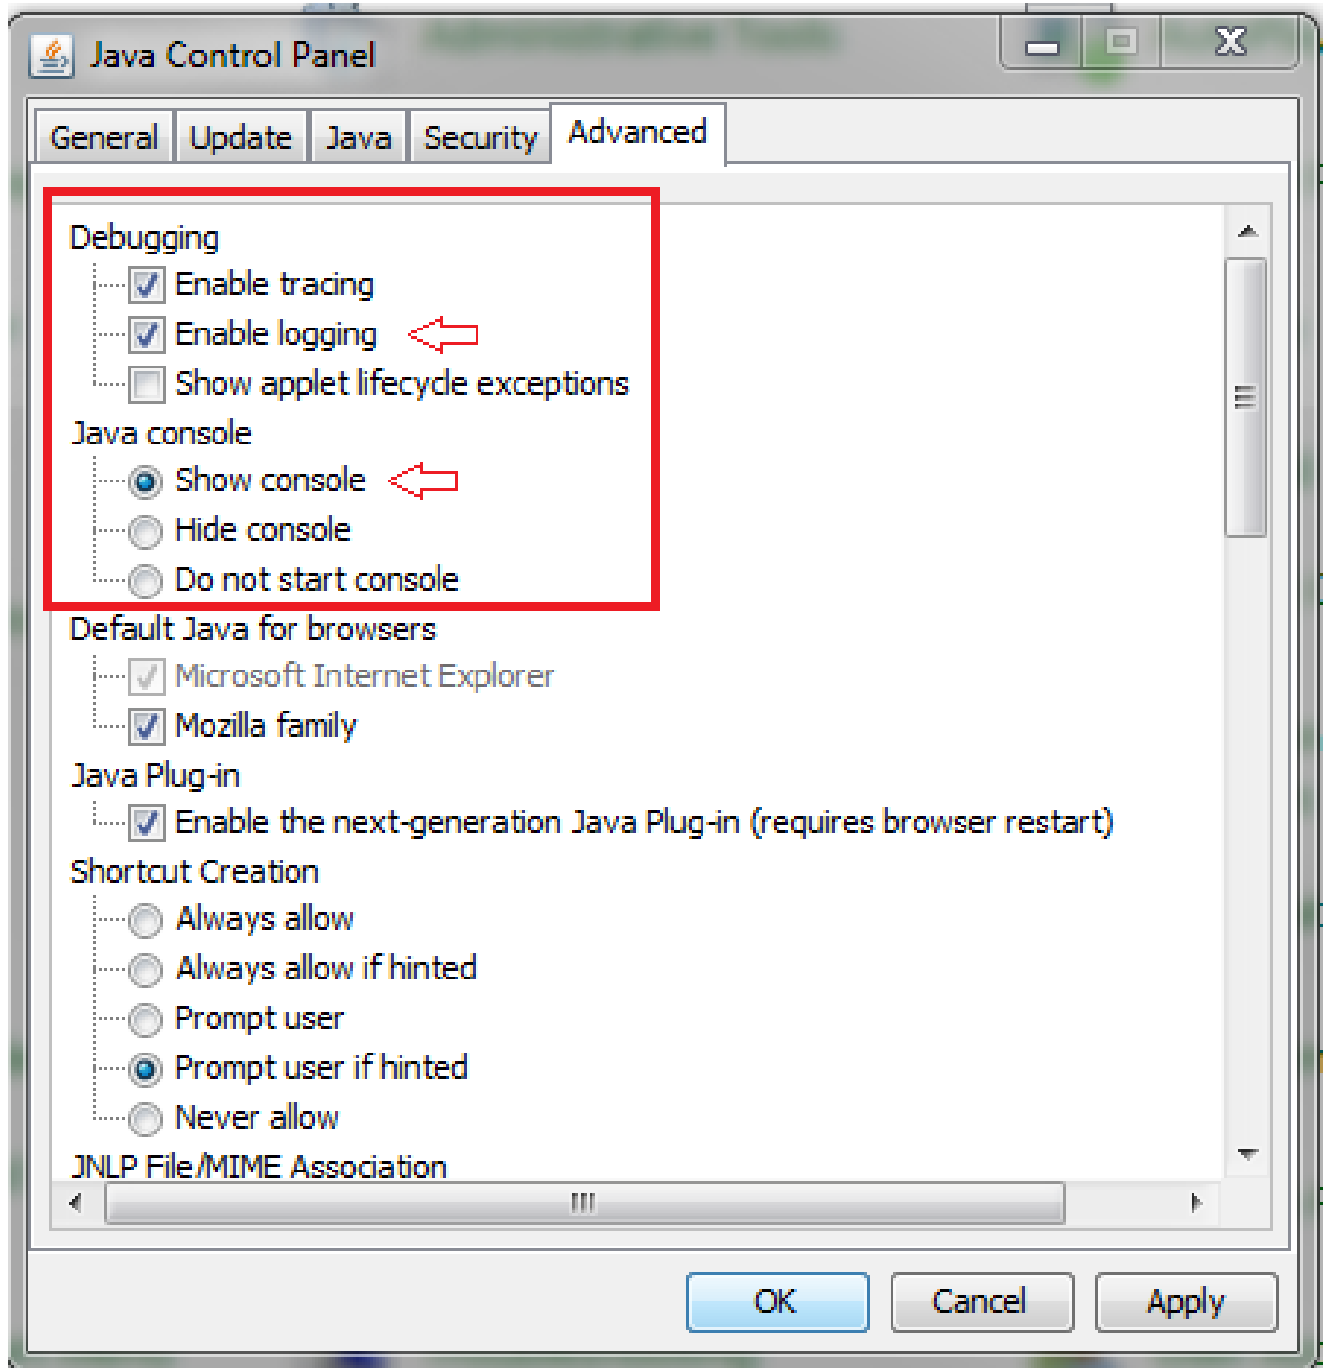 Java Control Panel
General Update Java Security Advanced
Debugging
Enable tracing
Enable logging
Show applet lifecycle exceptions
Java console
Show console
Hide console
Do not start console
Default Java for browsers
Microsoft Internet Explorer
Mozilla family
Java Plug-in
Enable the next-generation Java Plug-in (requires browser restart)
Shortcut Creation
Always allow
Always allow if hinted
Prompt user
Prompt user if hinted
Never allow
JNLP File/MIME Association
OK Cancel Apply